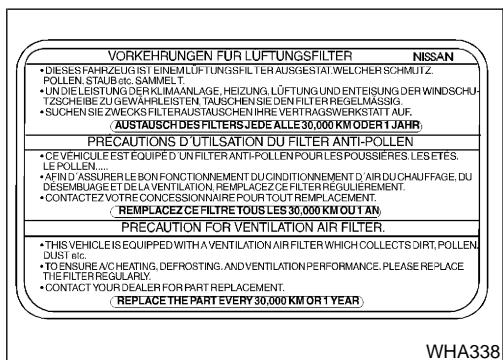 VORKEHRUNGEN FUR LUFTUNGSFILTER NISSAN
• DIESES FAHRZEUG IST EINEM LÜFTUNGSFILTER AUSGESTAT.WELCHER SCHMUTZ.
POLLEN, STAUB etc. SAMMELT.
• UN DIE LEISTUNG DER KLIMAANLAGE, HEIZUNG, LÜFTUNG UND ENTEISUNG DER WINDSCHU-
TZSCHEIBE ZU GEWÄHRLEISTEN, TAUSCHEN SIE DEN FILTER REGELMÄSSIG.
• SUCHEN SIE ZWECKS FILTERAUSTAUSCHEN IHRE VERTRAGSWERKSTATT AUF.
AUSTAUSCH DES FILTERS JEDE ALLE 30,000 KM ODER 1 JAHR
PRÉCAUTIONS D'UTILSATION DU FILTER ANTI-POLLEN
• CE VÉHICULE EST ÉQUIPÉ D'UN FILTER ANTI-POLLEN POUR LES POUSSIÈRES. LES ÉTÉS.
LE POLLEN.....
• AFIN D'ASSURER LE BON FONCTIONNEMENT DU CINDITIONNEMENT D'AIR DU CHAUFFAGE, DU
DÉSEMBUAGE ET DE LA VENTILATION, REMPLACEZ CE FILTER RÉGULIÈREMENT.
• CONTACTEZ VOTRE CONCESSIONNAIRE POUR TOUT REMPLACEMENT.
REMPLACEZ CE FILTRE TOUS LES 30,000 KM OU 1 AN
PRECAUTION FOR VENTILATION AIR FILTER.
• THIS VEHICLE IS EQUIPPED WITH A VENTILATION AIR FILTER WHICH COLLECTS DIRT, POLLEN,
DUST etc.
• TO ENSURE A/C HEATING, DEFROSTING. AND VENTILATION PERFORMANCE. PLEASE REPLACE
THE FILTER REGULARLY.
• CONTACT YOUR DEALER FOR PART REPLACEMENT.
REPLACE THE PART EVERY 30,000 KM OR 1 YEAR
WHA338